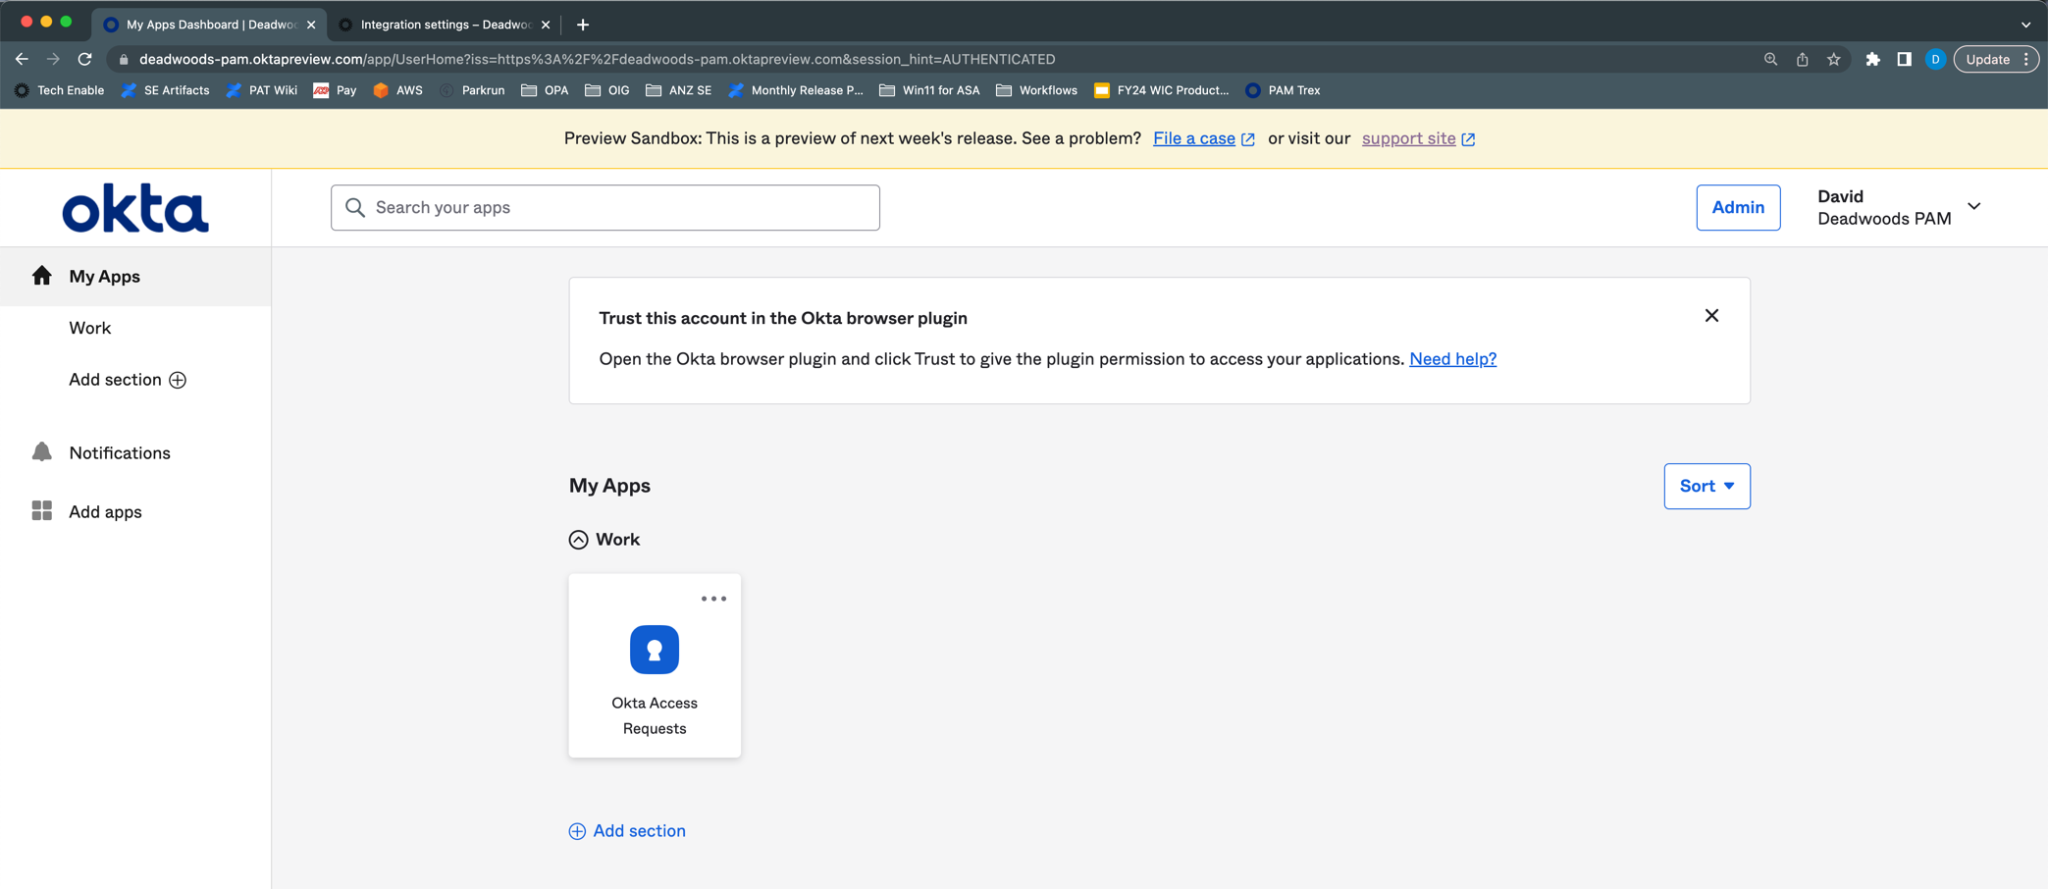 My Apps Dashboard | Deadwoo
Integration settings – Deadwoo
deadwoods-pam.oktapreview.com/app/UserHome?iss=https%3A%2F%2Fdeadwoods-pam.oktapreview.com&session_hint=AUTHENTICATED
D
Update
Tech Enable
SE Artifacts
PAT Wiki
Pay
AWS
Parkrun
OPA
OIG
ANZ SE
Monthly Release P...
Win11 for ASA
Workflows
FY24 WIC Product...
PAM Trex
Preview Sandbox: This is a preview of next week's release. See a problem? File a case or visit our support site
okta
Search your apps
Admin
David
Deadwoods PAM
My Apps
Work
Add section
Notifications
Add apps
Trust this account in the Okta browser plugin
Open the Okta browser plugin and click Trust to give the plugin permission to access your applications. Need help?
My Apps
Sort
Work
Okta Access
Requests
Add section